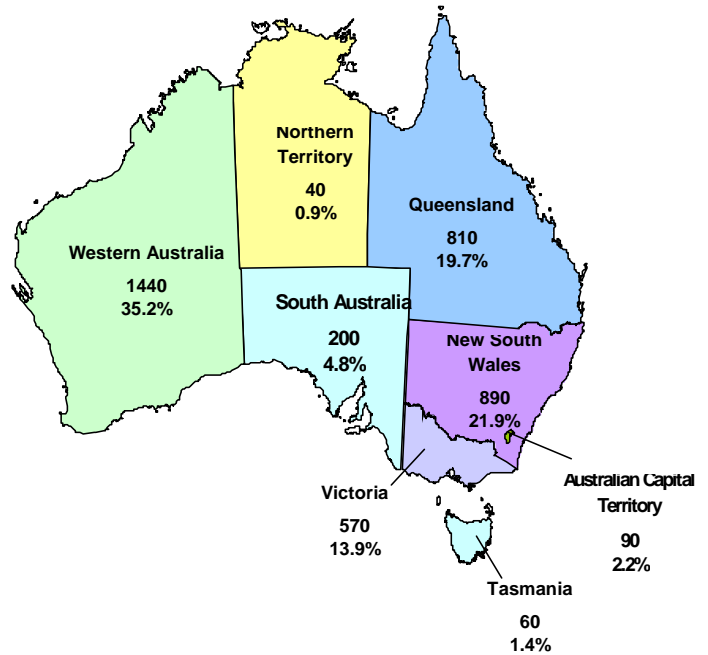 Northern
Territory
40
0.9%
Queensland
810
19.7%
Western Australia
1440
35.2%
South Australia
200
4.8%
New South
Wales
890
21.9%
Australian Capital
Territory
90
2.2%
Victoria
570
13.9%
Tasmania
60
1.4%